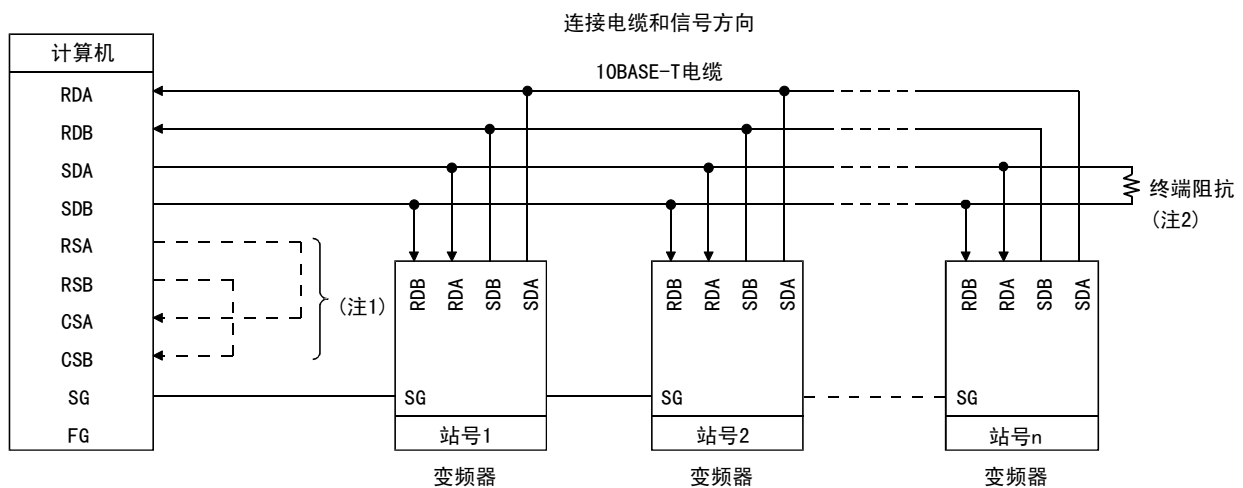 连接电缆和信号方向
计算机
10BASE-T电缆
RDA
RDB
SDA
SDB
RSA
RSB
CSA
CSB
SG
FG
(注1)
终端阻抗
(注2)
RDB
RDA
SDB
SDA
SG
站号1
变频器
RDB
RDA
SDB
SDA
SG
站号2
变频器
RDB
RDA
SDB
SDA
SG
站号n
变频器